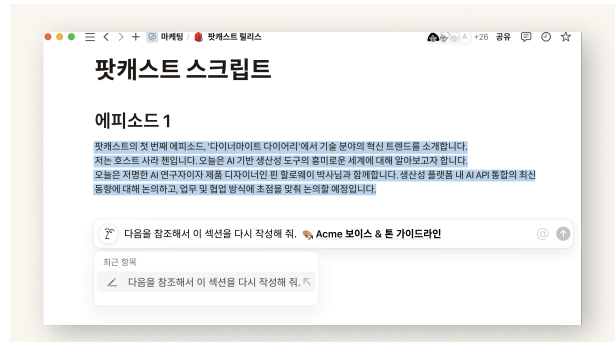 마케팅 / 팟캐스트 릴리스
A +26 공유
팟캐스트 스크립트
에피소드 1
팟캐스트의 첫 번째 에피소드, '다이너마이트 다이어리'에서 기술 분야의 혁신 트렌드를 소개합니다.
저는 호스트 사라 첸입니다. 오늘은 AI 기반 생산성 도구의 흥미로운 세계에 대해 알아보고자 합니다.
오늘은 저명한 AI 연구자이자 제품 디자이너인 핀 할로웨이 박사님과 함께합니다. 생산성 플랫폼 내 AI API 통합의 최신
동향에 대해 논의하고, 업무 및 협업 방식에 초점을 맞춰 논의할 예정입니다.
다음을 참조해서 이 섹션을 다시 작성해 줘. Acme 보이스 & 톤 가이드라인 @
최근 항목
다음을 참조해서 이 섹션을 다시 작성해 줘.